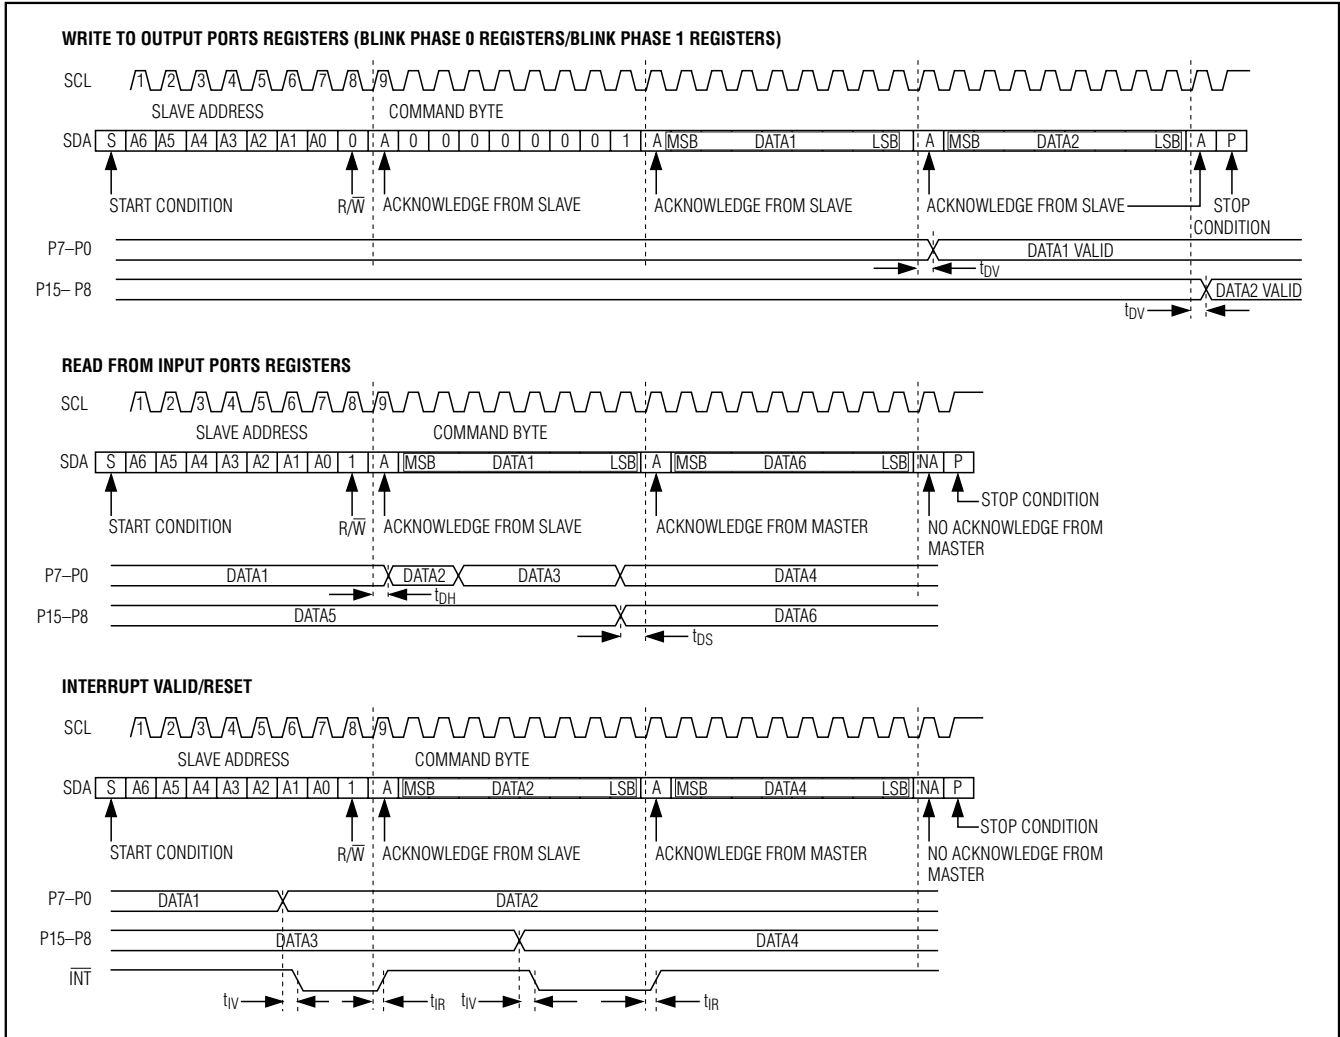 WRITE TO OUTPUT PORTS REGISTERS (BLINK PHASE 0 REGISTERS/BLINK PHASE 1 REGISTERS)
SCL 1 2 3 4 5 6 7 8 9
SLAVE ADDRESS COMMAND BYTE
SDA S A6 A5 A4 A3 A2 A1 A0 0 A 0 0 0 0 0 0 0 1 A MSB DATA1 LSB A MSB DATA2 LSB A P
START CONDITION R/W̅ ACKNOWLEDGE FROM SLAVE ACKNOWLEDGE FROM SLAVE ACKNOWLEDGE FROM SLAVE STOP
CONDITION
P7–P0 DATA1 VALID
tDV
P15– P8 DATA2 VALID
tDV
READ FROM INPUT PORTS REGISTERS
SCL 1 2 3 4 5 6 7 8 9
SLAVE ADDRESS COMMAND BYTE
SDA S A6 A5 A4 A3 A2 A1 A0 1 A MSB DATA1 LSB A MSB DATA6 LSB NA P
STOP CONDITION
START CONDITION R/W̅ ACKNOWLEDGE FROM SLAVE ACKNOWLEDGE FROM MASTER NO ACKNOWLEDGE FROM
MASTER
P7–P0 DATA1 DATA2 DATA3 DATA4
tDH
P15–P8 DATA5 DATA6
tDS
INTERRUPT VALID/RESET
SCL 1 2 3 4 5 6 7 8 9
SLAVE ADDRESS COMMAND BYTE
SDA S A6 A5 A4 A3 A2 A1 A0 1 A MSB DATA2 LSB A MSB DATA4 LSB NA P
STOP CONDITION
START CONDITION R/W̅ ACKNOWLEDGE FROM SLAVE ACKNOWLEDGE FROM MASTER NO ACKNOWLEDGE FROM
MASTER
P7–P0 DATA1 DATA2
P15–P8 DATA3 DATA4
I̅N̅T̅
tIV tIR tIV tIR